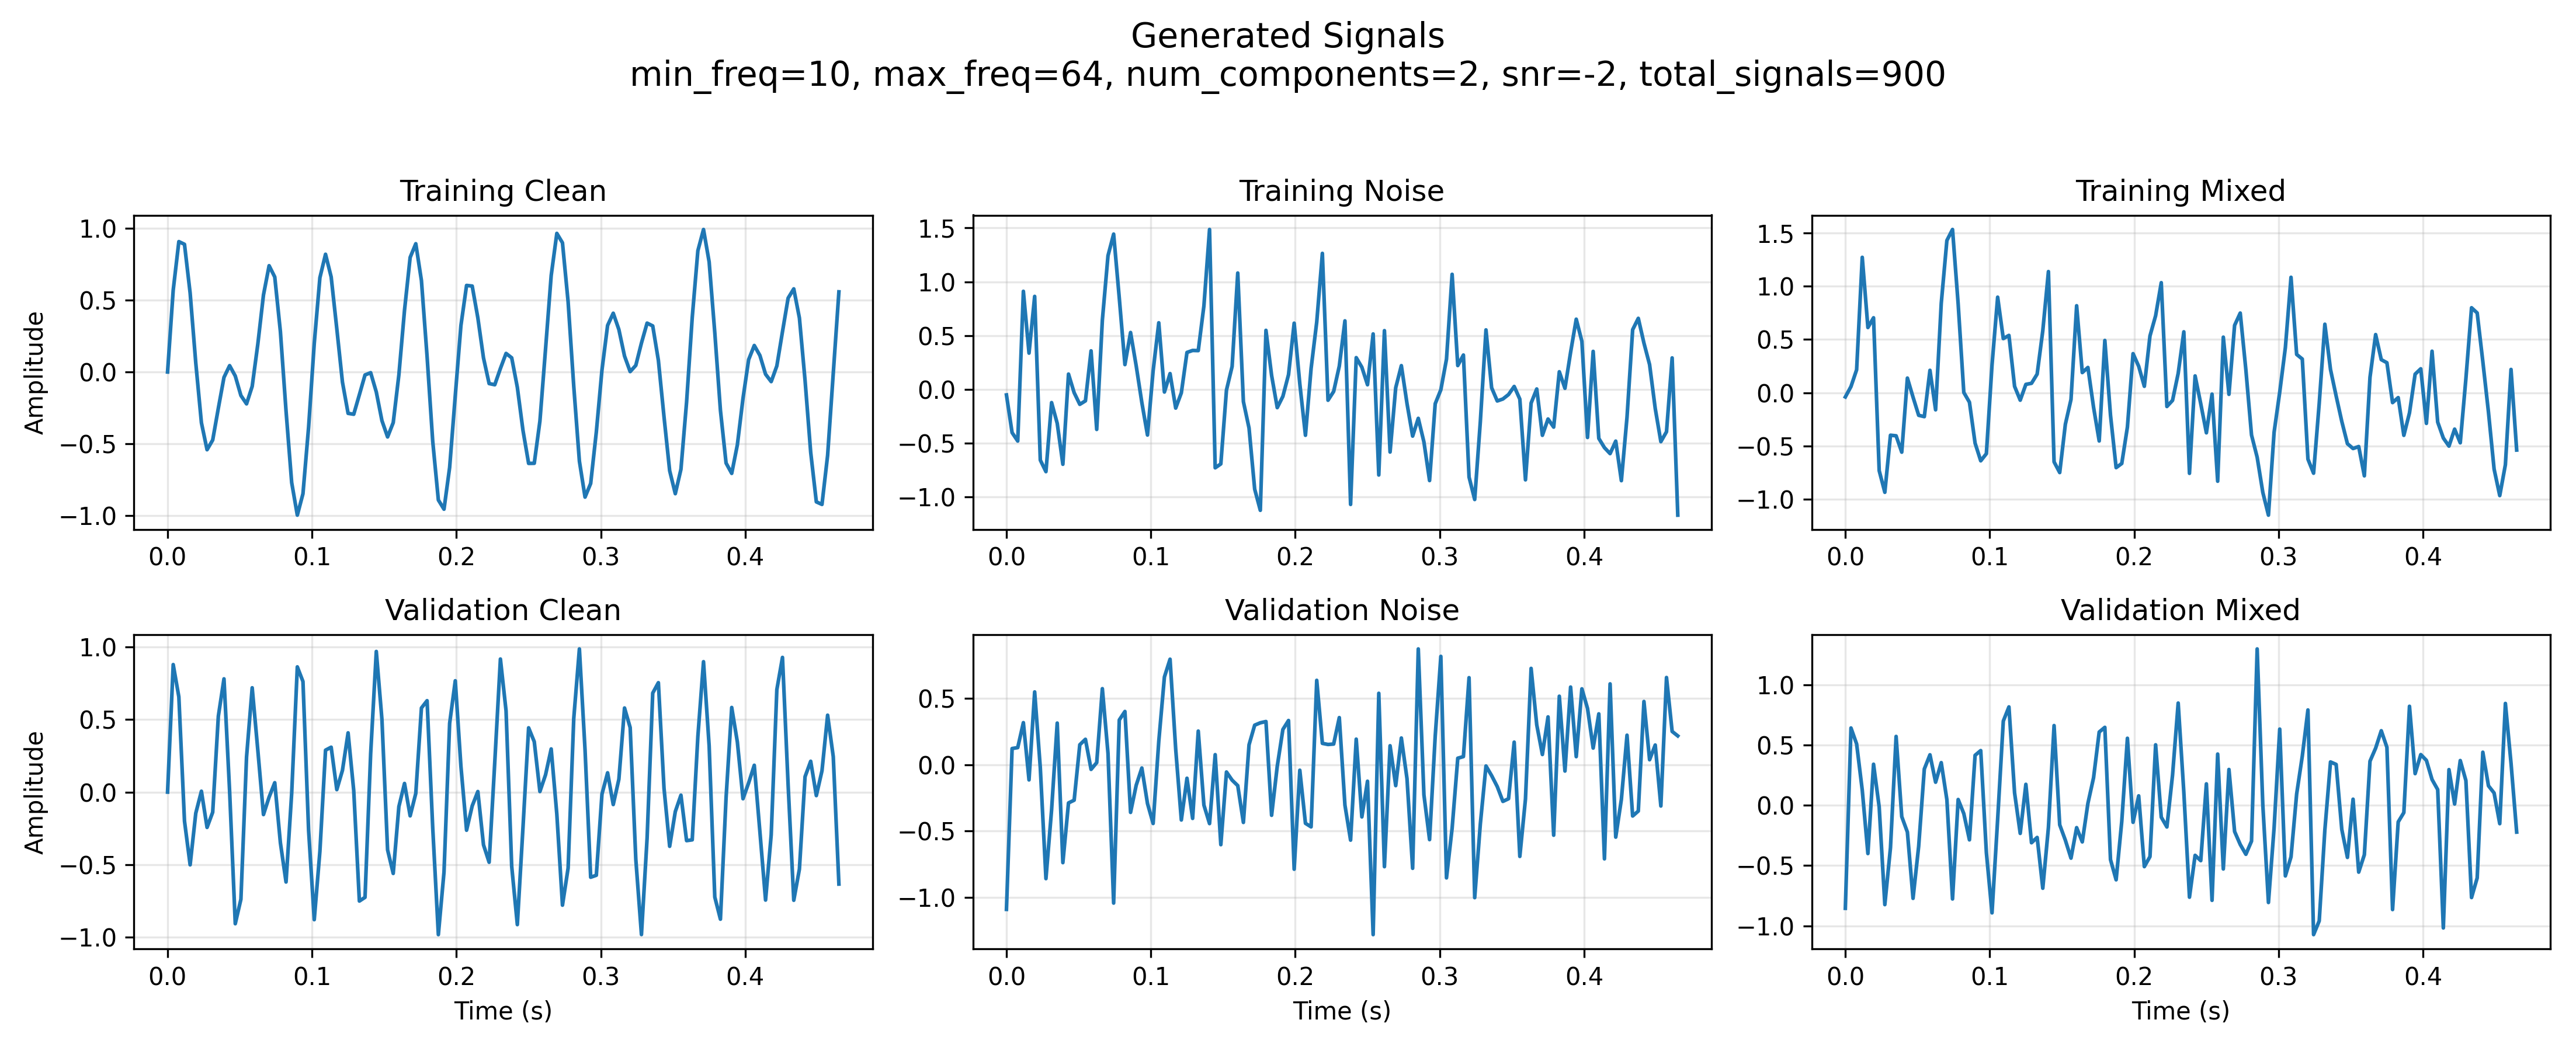 Generated Signals
min_freq=10, max_freq=64, num_components=2, snr=-2, total_signals=900
Training Clean
Training Noise
Training Mixed
Amplitude
1.0
0.5
0.0
−0.5
−1.0
0.0 0.1 0.2 0.3 0.4
1.5
1.0
0.5
0.0
−0.5
−1.0
0.0 0.1 0.2 0.3 0.4
1.5
1.0
0.5
0.0
−0.5
−1.0
0.0 0.1 0.2 0.3 0.4
Validation Clean
Validation Noise
Validation Mixed
Amplitude
1.0
0.5
0.0
−0.5
−1.0
0.0 0.1 0.2 0.3 0.4
Time (s)
0.5
0.0
−0.5
−1.0
0.0 0.1 0.2 0.3 0.4
Time (s)
1.0
0.5
0.0
−0.5
−1.0
0.0 0.1 0.2 0.3 0.4
Time (s)